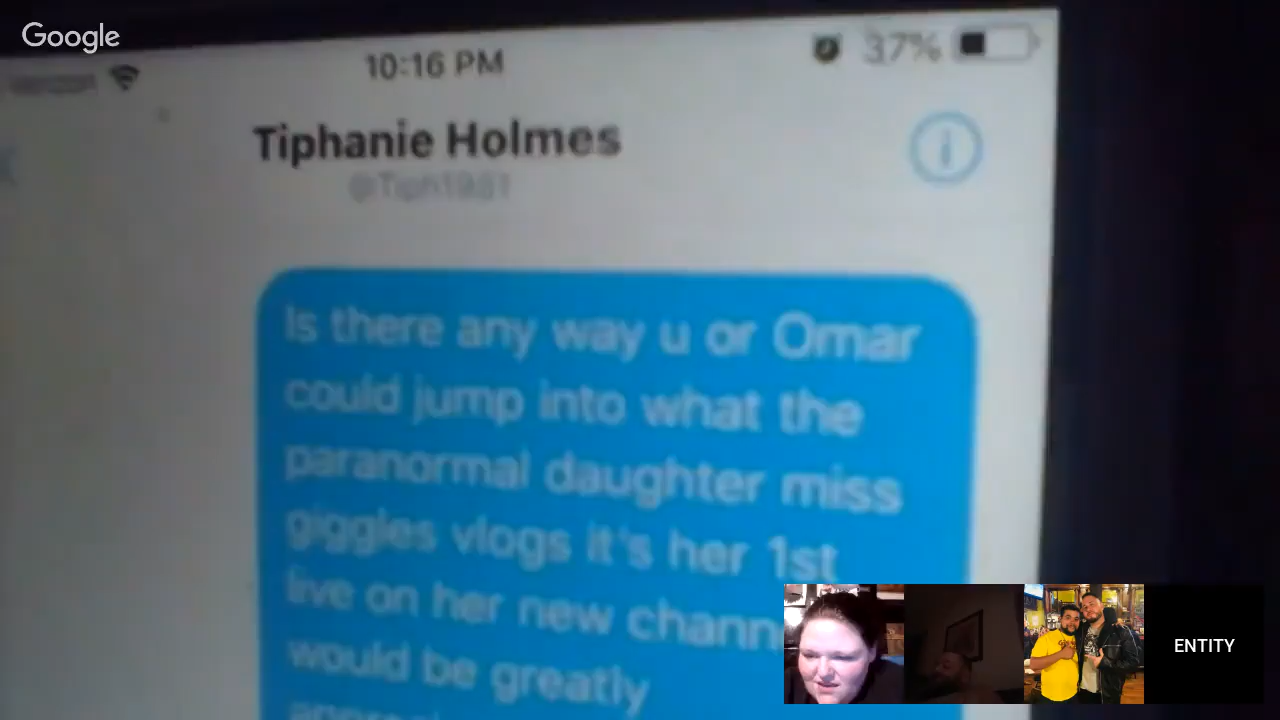 Google
10:16 PM
37%
Tiphanie Holmes
@Tiph1981
Is there any way u or Omar
could jump into what the
paranormal daughter miss
giggles vlogs it's her 1st
live on her new
would be greatly
ENTITY